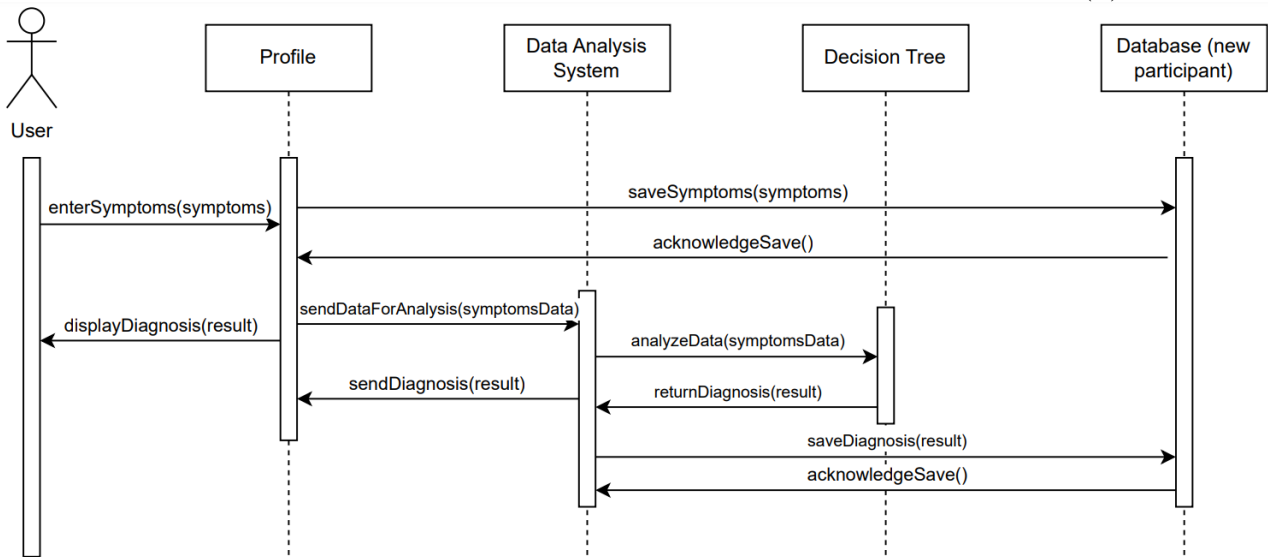 Profile
Data Analysis
System
Decision Tree
Database (new
participant)
User
saveSymptoms(symptoms)
enterSymptoms(symptoms)
acknowledgeSave()
sendDataForAnalysis(symptomsData)
displayDiagnosis(result)
analyzeData(symptomsData)
sendDiagnosis(result)
returnDiagnosis(result)
saveDiagnosis(result)
acknowledgeSave()